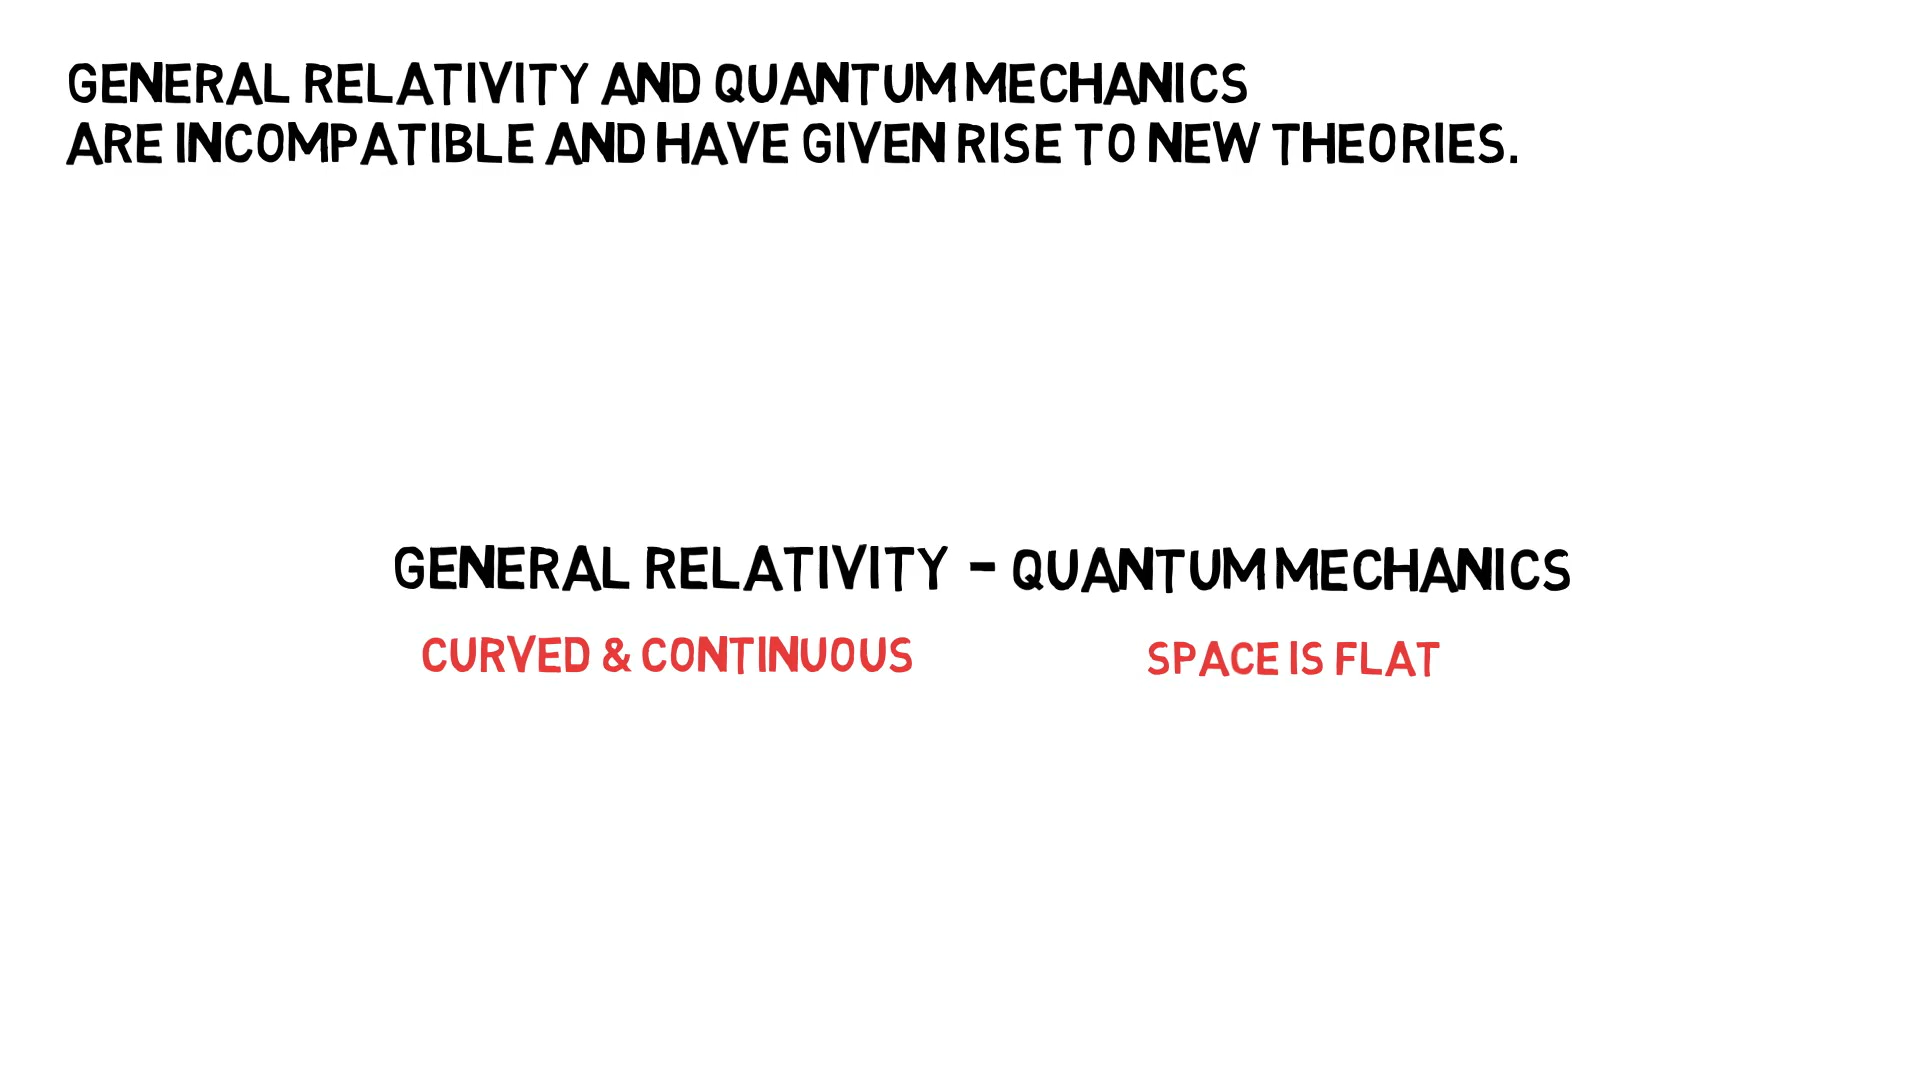 GENERAL RELATIVITY AND QUANTUM MECHANICS
ARE INCOMPATIBLE AND HAVE GIVEN RISE TO NEW THEORIES.
GENERAL RELATIVITY - QUANTUM MECHANICS
CURVED & CONTINUOUS SPACE IS FLAT